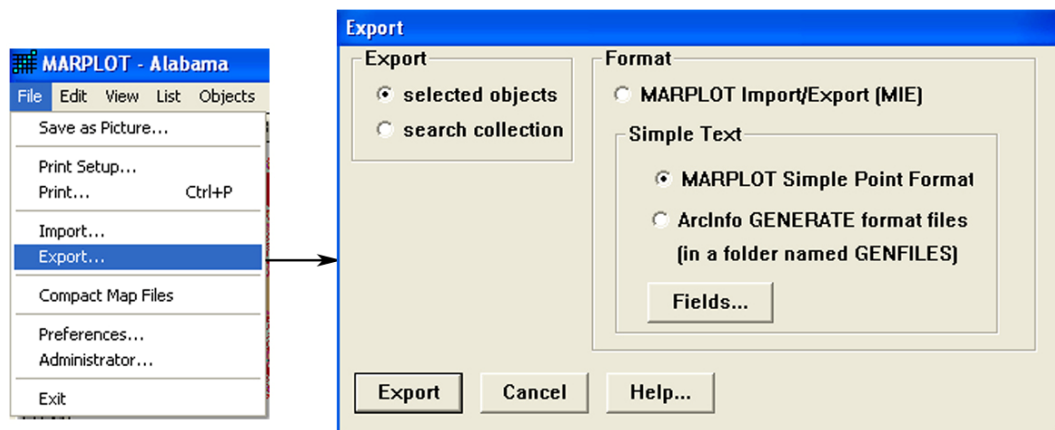 MARPLOT - Alabama
File Edit View List Objects
Save as Picture...
Print Setup...
Print... Ctrl+P
Import...
Export...
Compact Map Files
Preferences...
Administrator...
Exit
Export
Export
selected objects
search collection
Format
MARPLOT Import/Export (MIE)
Simple Text
MARPLOT Simple Point Format
ArcInfo GENERATE format files
(in a folder named GENFILES)
Fields...
Export Cancel Help...